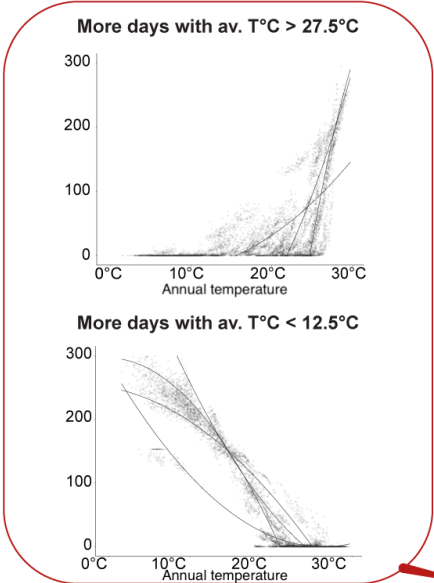 More days with av. T°C > 27.5°C
300
200
100
0
0°C 10°C 20°C 30°C
Annual temperature
More days with av. T°C < 12.5°C
300
200
100
0
0°C 10°C 20°C 30°C
Annual temperature